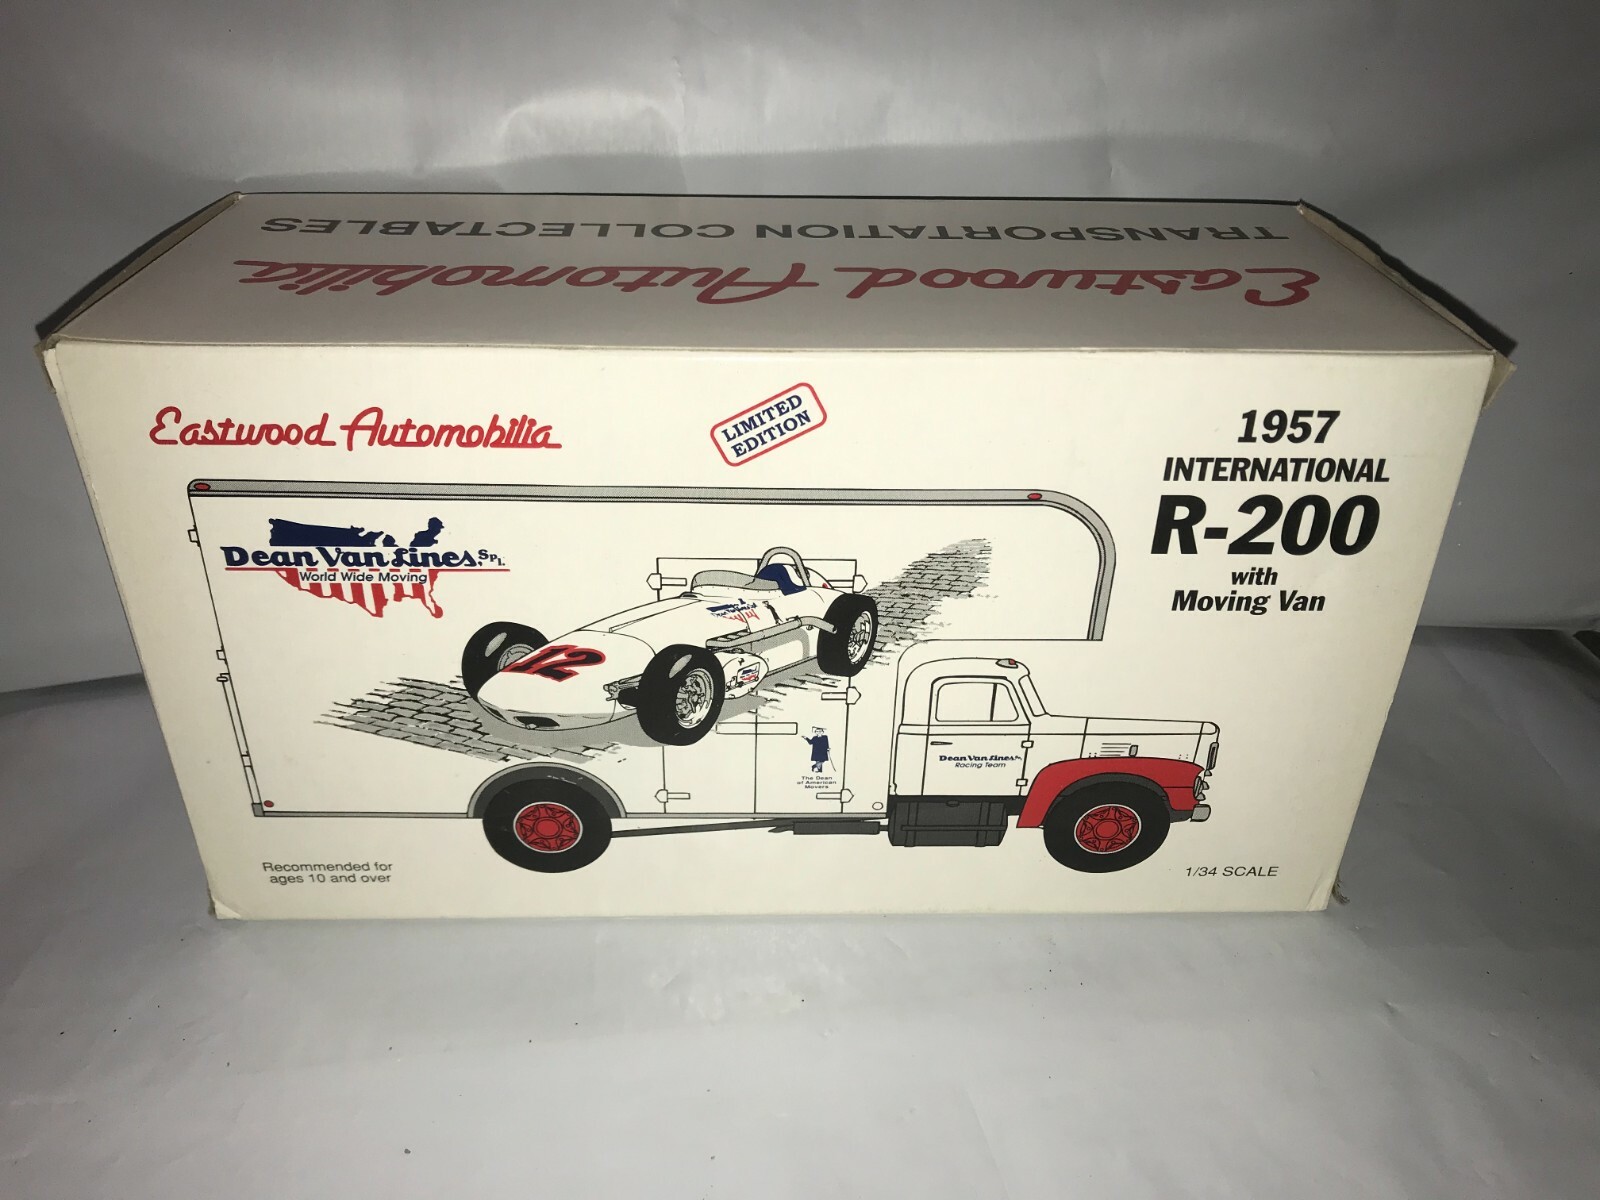 TRANSPORTATION COLLECTABLES
Eastwood Automobilia
Eastwood Automobilia
LIMITED
EDITION
1957
INTERNATIONAL
R-200
with
Moving Van
Dean Van Lines, Spl.
World Wide Moving
12
The Dean
of American
Movers
Dean Van Lines
Racing Team
Recommended for
ages 10 and over
1/34 SCALE